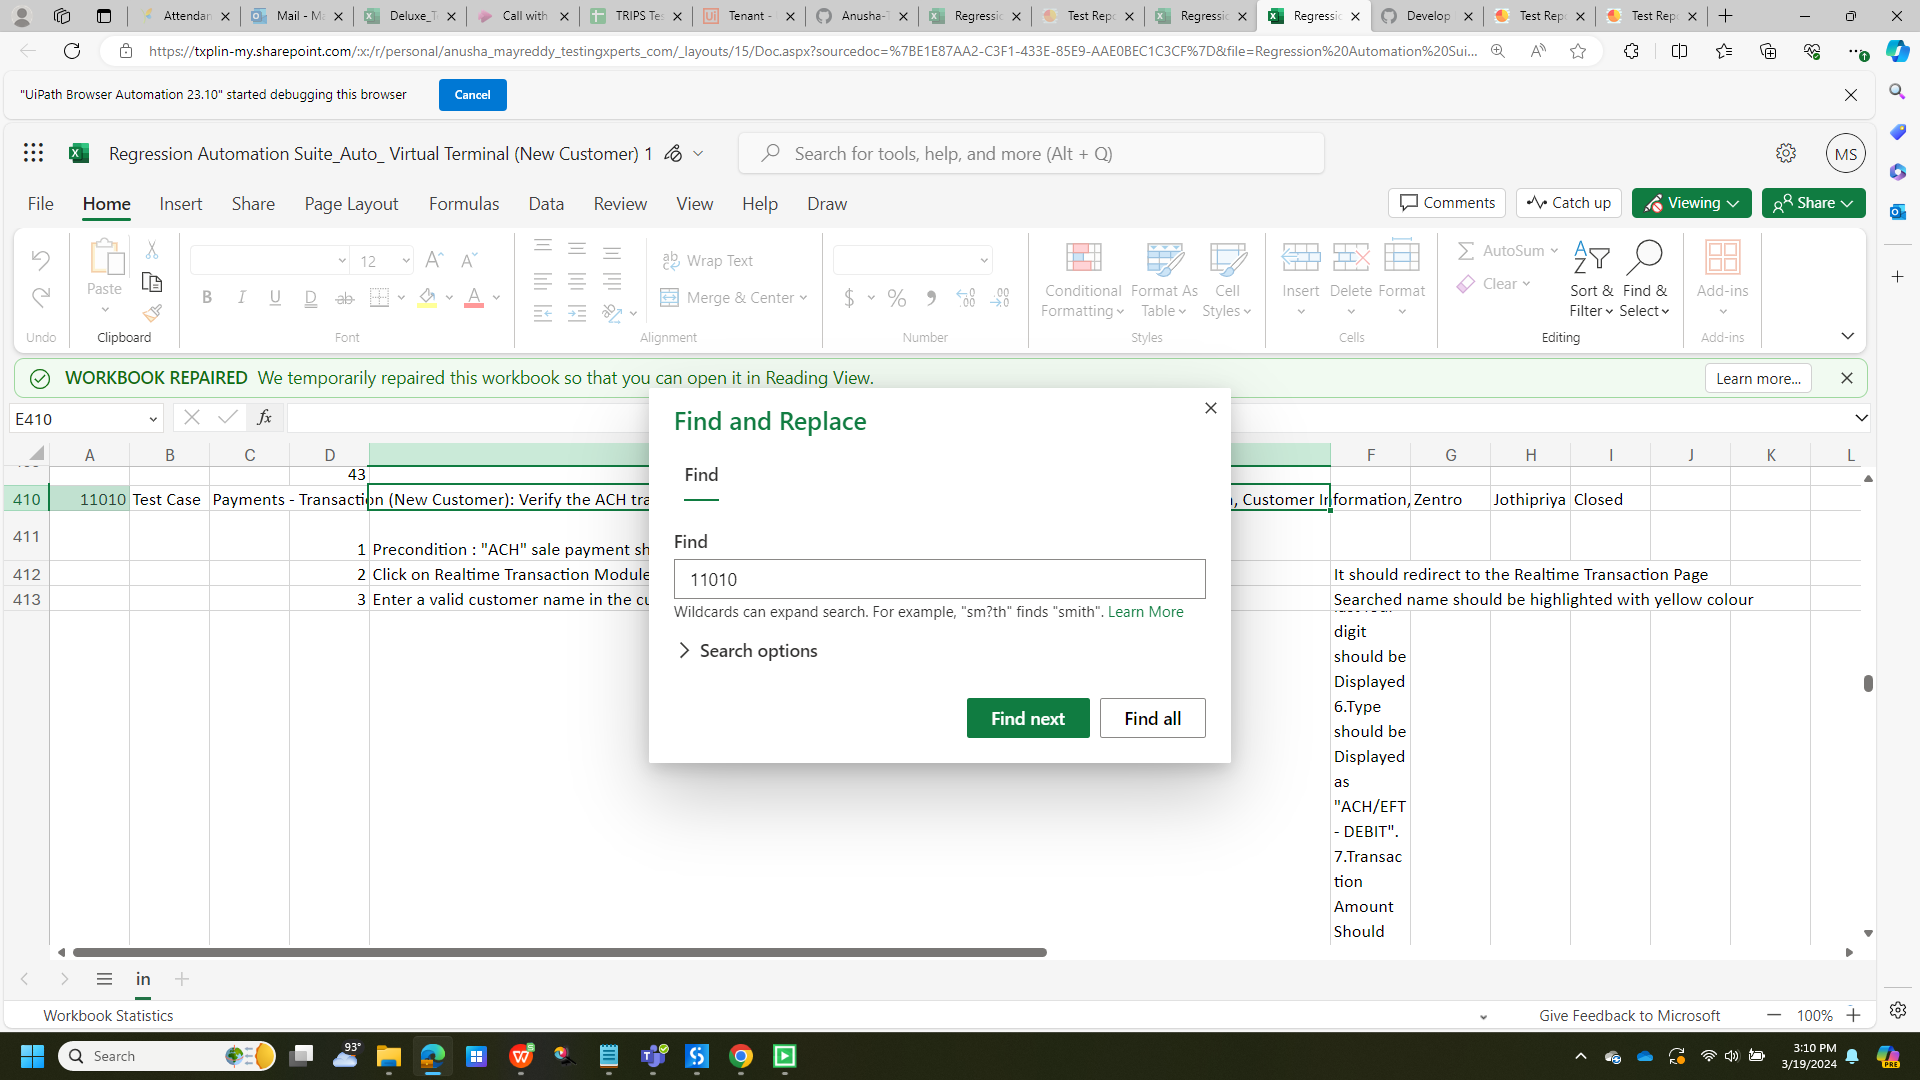 Attendan
Mail - Ma
Deluxe_T
Call with
TRIPS Te
Tenant -
Anusha-T
Regressio
Test Repo
Regressio
Regressio
Develop
Test Repo
Test Repo
https://txplin-my.sharepoint.com/:x:/r/personal/anusha_mayreddy_testingxperts_com/_layouts/15/Doc.aspx?sourcedoc=%7BE1E87AA2-C3F1-433E-85E9-AAE0BEC1C3CF%7D&file=Regression%20Automation%20Sui...
"UiPath Browser Automation 23.10" started debugging this browser
Cancel
Regression Automation Suite_Auto_ Virtual Terminal (New Customer) 1
Search for tools, help, and more (Alt + Q)
MS
File Home Insert Share Page Layout Formulas Data Review View Help Draw
Comments
Catch up
Viewing
Share
Paste
12
Wrap Text
Merge & Center
Conditional Formatting
Format As Table
Cell Styles
Insert
Delete
Format
AutoSum
Clear
Sort & Filter
Find & Select
Add-ins
Undo
Clipboard
Font
Alignment
Number
Styles
Cells
Editing
Add-ins
WORKBOOK REPAIRED We temporarily repaired this workbook so that you can open it in Reading View.
Learn more...
E410
fx
A B C D F G H I J K L
43
410 11010 Test Case Payments - Transaction (New Customer): Verify the ACH tra , Customer Information, Zentro Jothipriya Closed
411 1 Precondition : "ACH" sale payment sh
412 2 Click on Realtime Transaction Module It should redirect to the Realtime Transaction Page
413 3 Enter a valid customer name in the cu Searched name should be highlighted with yellow colour
digit
should be
Displayed
6.Type
should be
Displayed
as
"ACH/EFT
- DEBIT".
7.Transac
tion
Amount
Should
Find and Replace
Find
Find
11010
Wildcards can expand search. For example, "sm?th" finds "smith". Learn More
Search options
Find next
Find all
in
Workbook Statistics
Give Feedback to Microsoft
100%
Search
93°
3:10 PM
3/19/2024
PRE